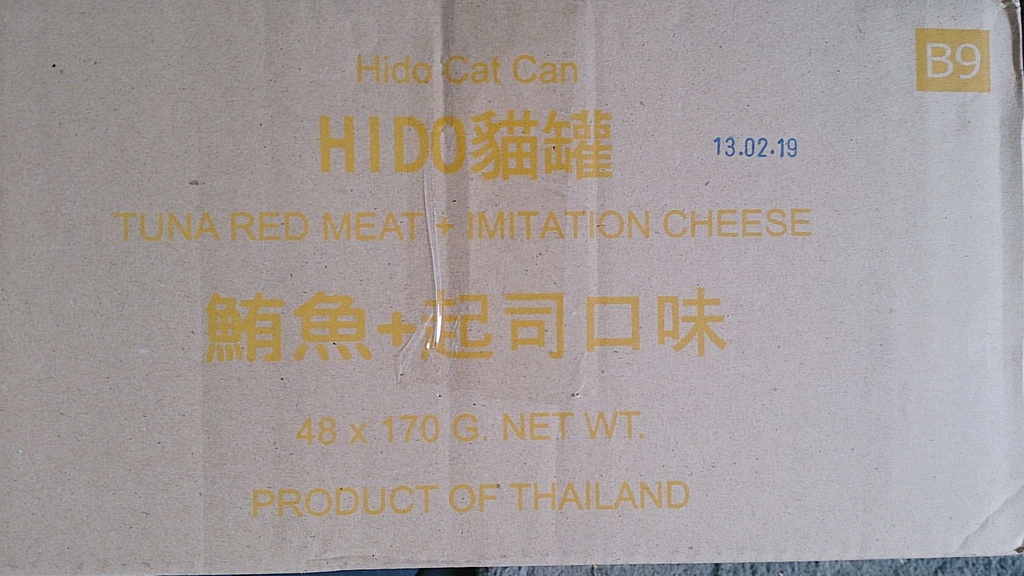 B9
Hido Cat Can
HIDO貓罐
13.02.19
TUNA RED MEAT + IMITATION CHEESE
鮪魚+起司口味
48 x 170 G. NET WT.
PRODUCT OF THAILAND